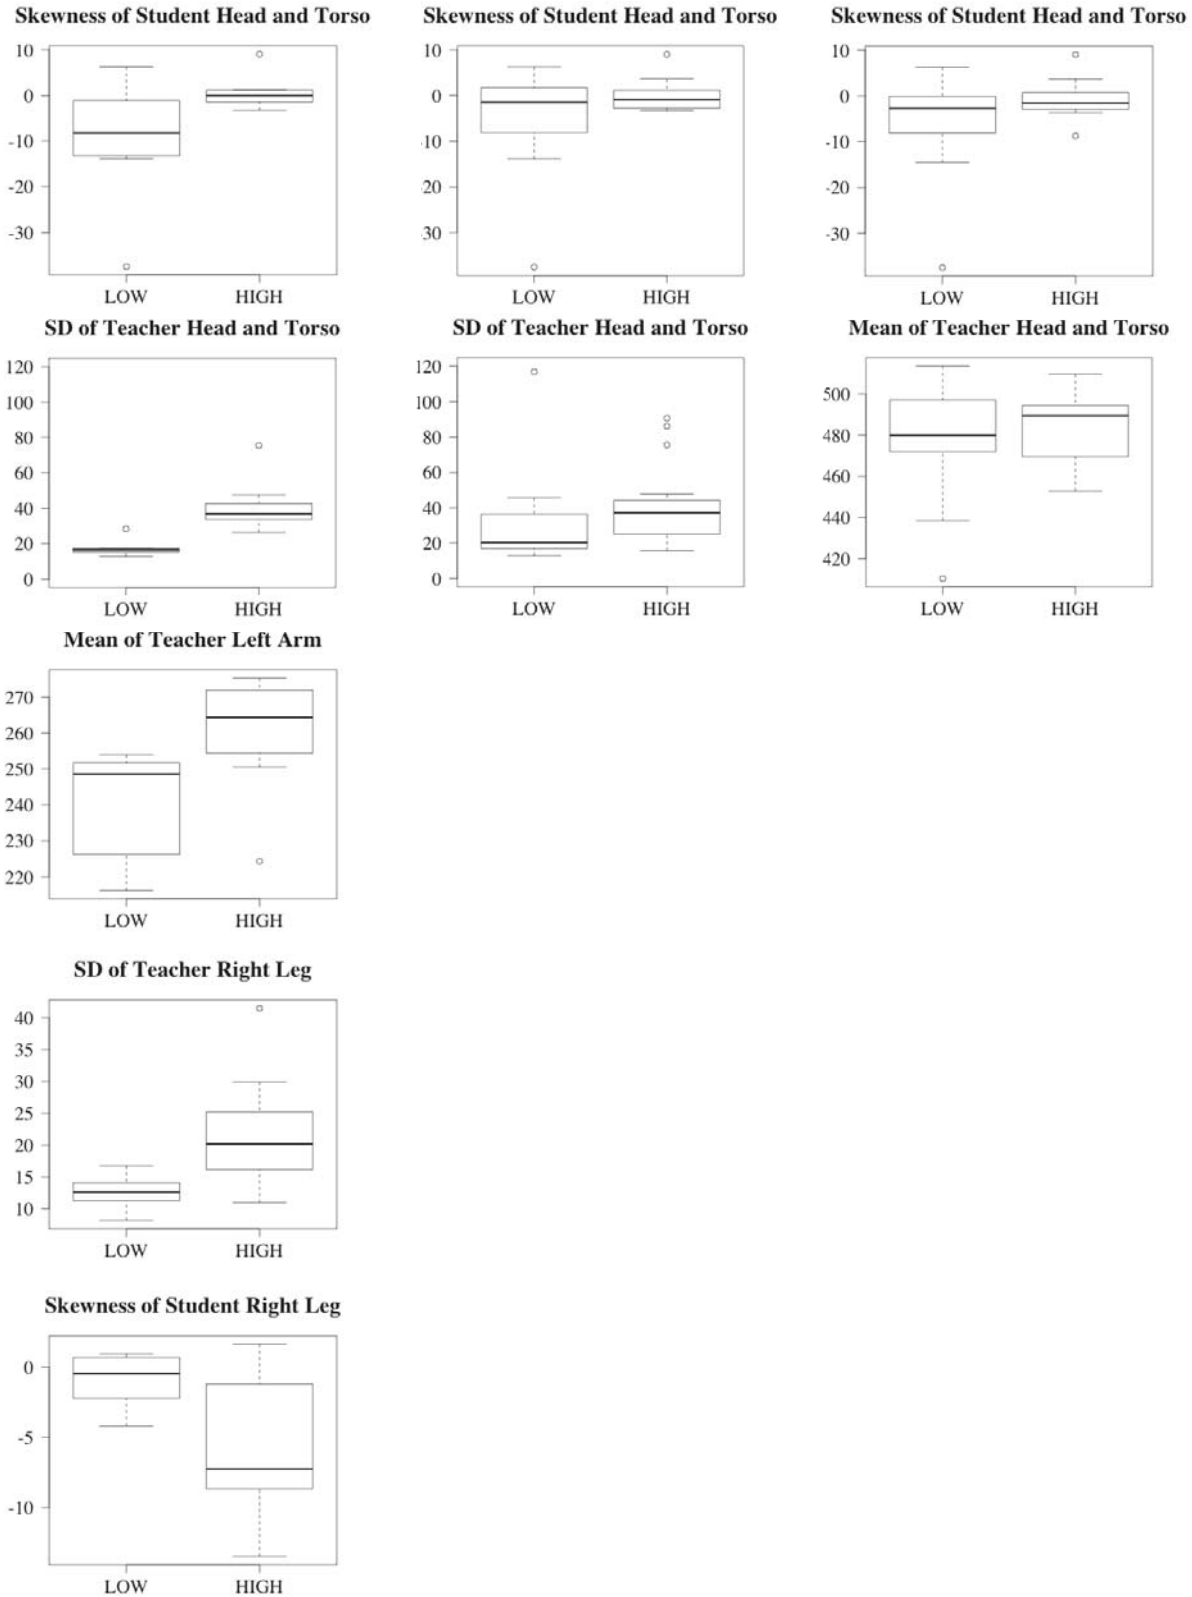 Skewness of Student Head and Torso
10
0
-10
-20
-30
LOW HIGH
Skewness of Student Head and Torso
10
0
10
20
30
LOW HIGH
Skewness of Student Head and Torso
10
0
-10
-20
-30
LOW HIGH
SD of Teacher Head and Torso
120
100
80
60
40
20
0
LOW HIGH
SD of Teacher Head and Torso
120
100
80
60
40
20
0
LOW HIGH
Mean of Teacher Head and Torso
500
480
460
440
420
LOW HIGH
Mean of Teacher Left Arm
270
260
250
240
230
220
LOW HIGH
SD of Teacher Right Leg
40
35
30
25
20
15
10
LOW HIGH
Skewness of Student Right Leg
0
-5
-10
LOW HIGH